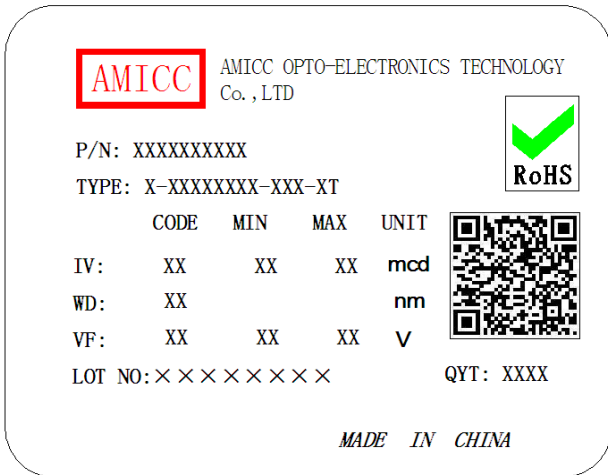 AMICC
AMICC OPTO-ELECTRONICS TECHNOLOGY
Co.,LTD
RoHS
P/N: XXXXXXXXXX
TYPE: X-XXXXXXXX-XXX-XT
CODE MIN MAX UNIT
IV: XX XX XX mcd
WD: XX nm
VF: XX XX XX V
LOT NO:×××××××× QYT: XXXX
MADE IN CHINA